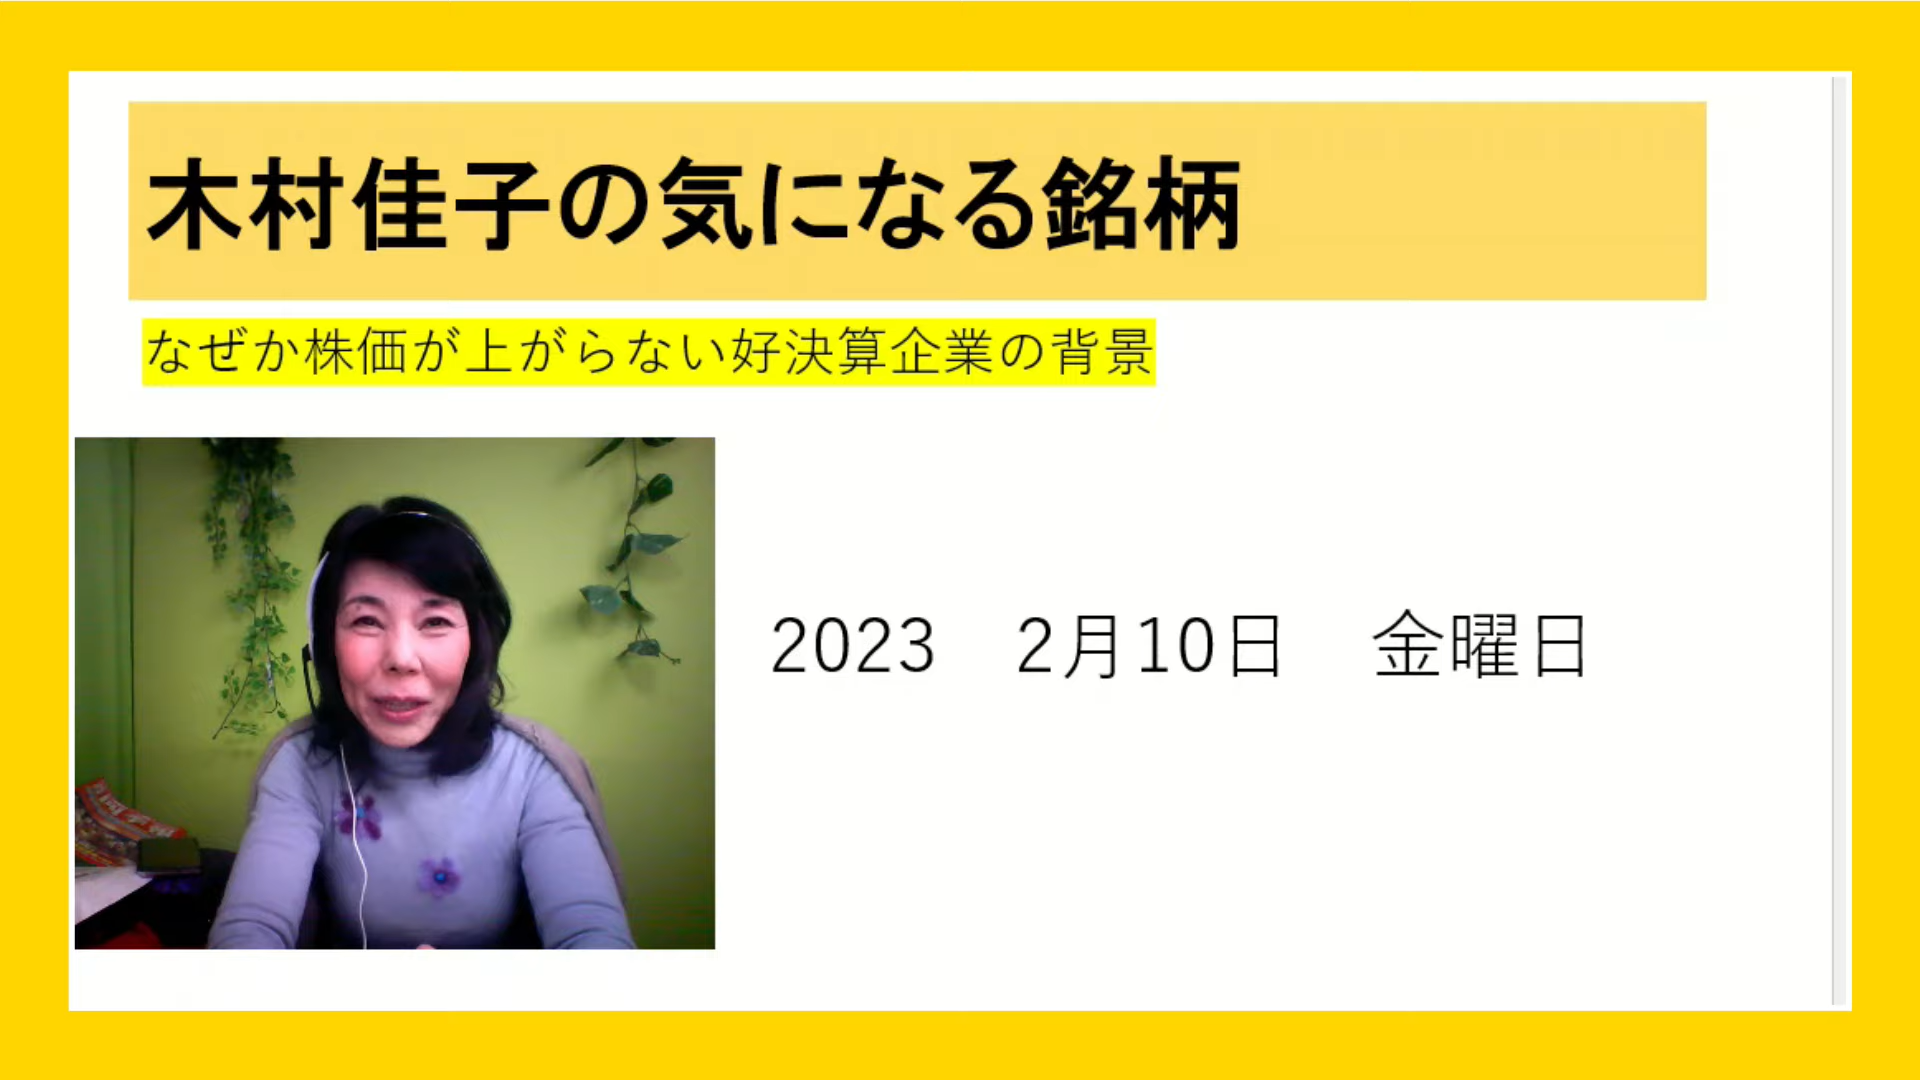 木村佳子の気になる銘柄
なぜか株価が上がらない好決算企業の背景
2023　2月10日　金曜日